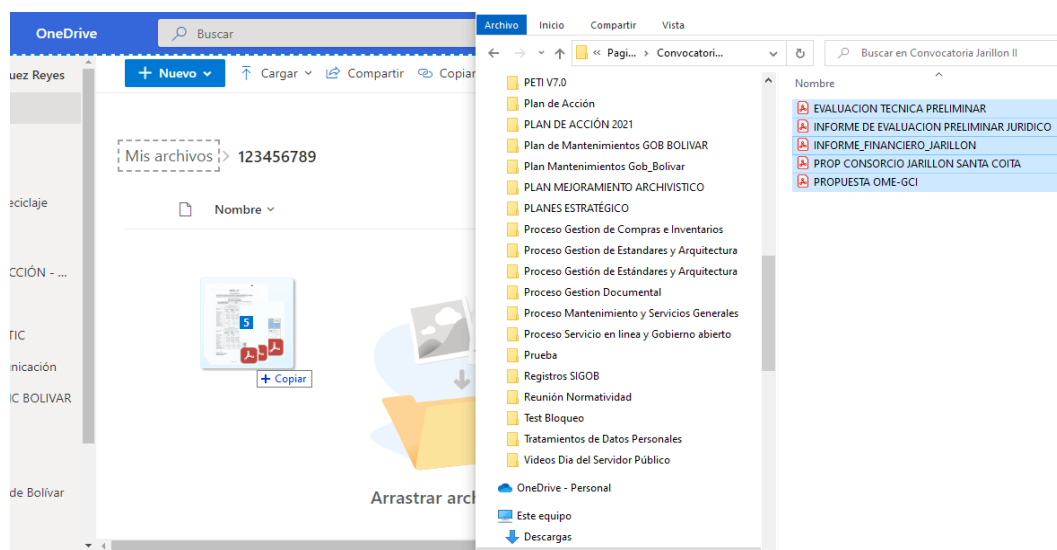 OneDrive
Buscar
uez Reyes
Nuevo
Cargar
Compartir
Copiar
Mis archivos > 123456789
Nombre
eciclaje
CCIÓN - ...
TIC
nicación
IC BOLIVAR
de Bolívar
5
+ Copiar
Arrastrar arch
Archivo
Inicio
Compartir
Vista
« Pagi... > Convocatori...
Buscar en Convocatoria Jarillon II
PETI V7.0
Plan de Acción
PLAN DE ACCIÓN 2021
Plan de Mantenimientos GOB BOLIVAR
Plan Mantenimientos Gob_Bolivar
PLAN MEJORAMIENTO ARCHIVISTICO
PLANES ESTRATÉGICO
Proceso Gestion de Compras e Inventarios
Proceso Gestion de Estandares y Arquitectura
Proceso Gestión de Estándares y Arquitectura
Proceso Gestion Documental
Proceso Mantenimiento y Servicios Generales
Proceso Servicio en linea y Gobierno abierto
Prueba
Registros SIGOB
Reunión Normatividad
Test Bloqueo
Tratamientos de Datos Personales
Videos Dia del Servidor Público
OneDrive - Personal
Este equipo
Descargas
Nombre
EVALUACION TECNICA PRELIMINAR
INFORME DE EVALUACION PRELIMINAR JURIDICO
INFORME_FINANCIERO_JARILLON
PROP CONSORCIO JARILLON SANTA COITA
PROPUESTA OME-GCI